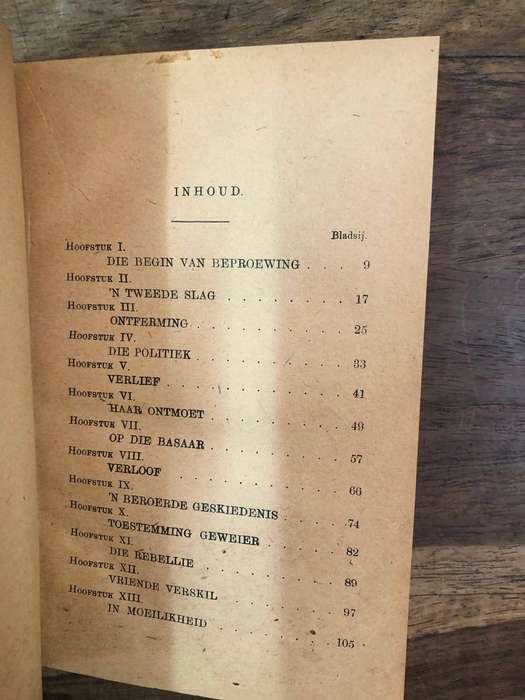 INHOUD.
Bladsij.
HOOFSTUK I.
DIE BEGIN VAN BEPROEWING . . . 9
HOOFSTUK II.
'N TWEEDE SLAG . . . . . . . . 17
HOOFSTUK III.
ONTFERMING . . . . . . . . . 25
HOOFSTUK IV.
DIE POLITIEK . . . . . . . . . 33
HOOFSTUK V.
VERLIEF . . . . . . . . . . . 41
HOOFSTUK VI.
HAAR ONTMOET . . . . . . . . 49
HOOFSTUK VII.
OP DIE BASAAR . . . . . . . . 57
HOOFSTUK VIII.
VERLOOF . . . . . . . . . . 66
HOOFSTUK IX.
'N BEROERDE GESKIEDENIS . . . . 74
HOOFSTUK X.
TOESTEMMING GEWEIER . . . . . 82
HOOFSTUK XI.
DIE REBELLIE . . . . . . . . . 89
HOOFSTUK XII.
VRIENDE VERSKIL . . . . . . . 97
HOOFSTUK XIII.
IN MOEILIKHEID . . . . . . . . 105